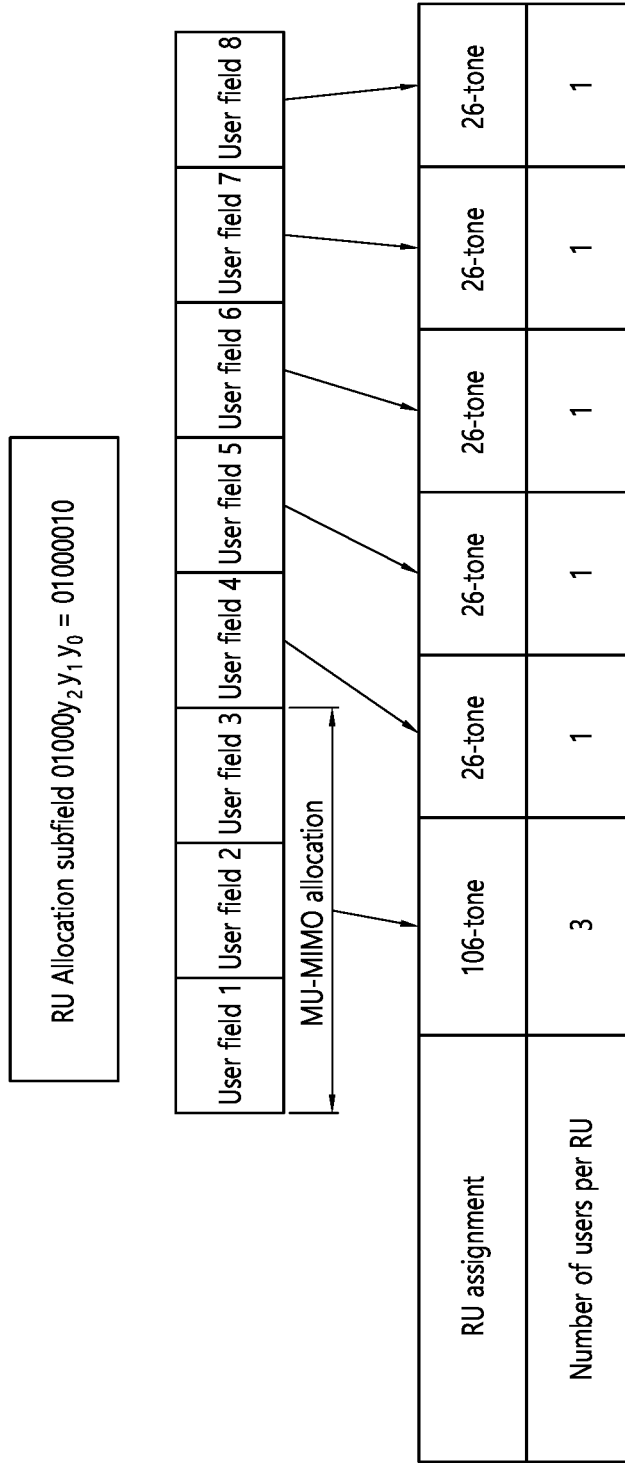 RU Allocation subfield 01000y₂y₁y₀ = 01000010
User field 1 User field 2 User field 3 User field 4 User field 5 User field 6 User field 7 User field 8
MU-MIMO allocation
RU assignment 106-tone 26-tone 26-tone 26-tone 26-tone 26-tone
Number of users per RU 3 1 1 1 1 1